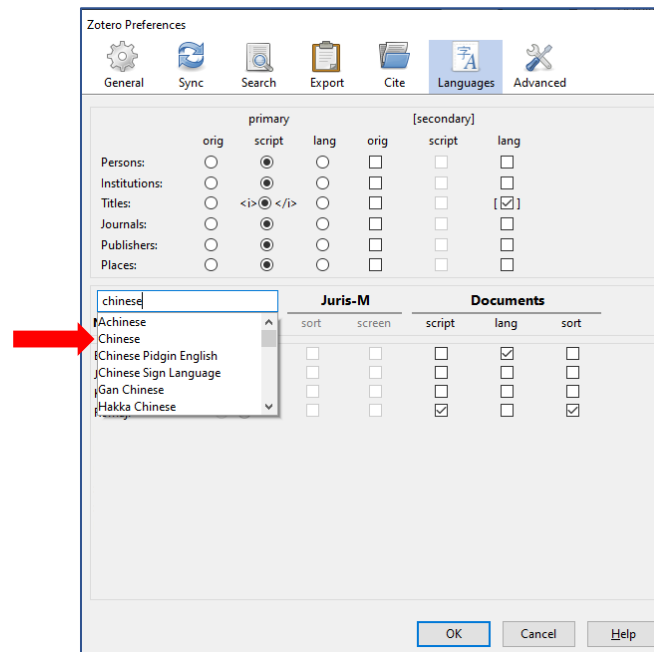 Zotero Preferences
General Sync Search Export Cite Languages Advanced
primary [secondary]
orig script lang orig script lang
Persons:
Institutions:
Titles: <i> </i> [ ]
Journals:
Publishers:
Places:
chinese Juris-M Documents
sort screen script lang sort
Achinese
Chinese
Chinese Pidgin English
Chinese Sign Language
Gan Chinese
Hakka Chinese
OK Cancel Help